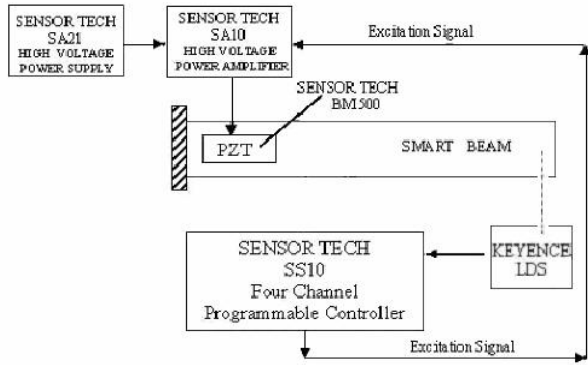 SENSOR TECH
SA21
HIGH VOLTAGE
POWER SUPPLY
SENSOR TECH
SA10
HIGH VOLTAGE
POWER AMPLIFIER
Excitation Signal
SENSOR TECH
BM500
PZT
SMART BEAM
SENSOR TECH
SS10
Four Channel
Programmable Controller
KEYENCE
LDS
Excitation Signal